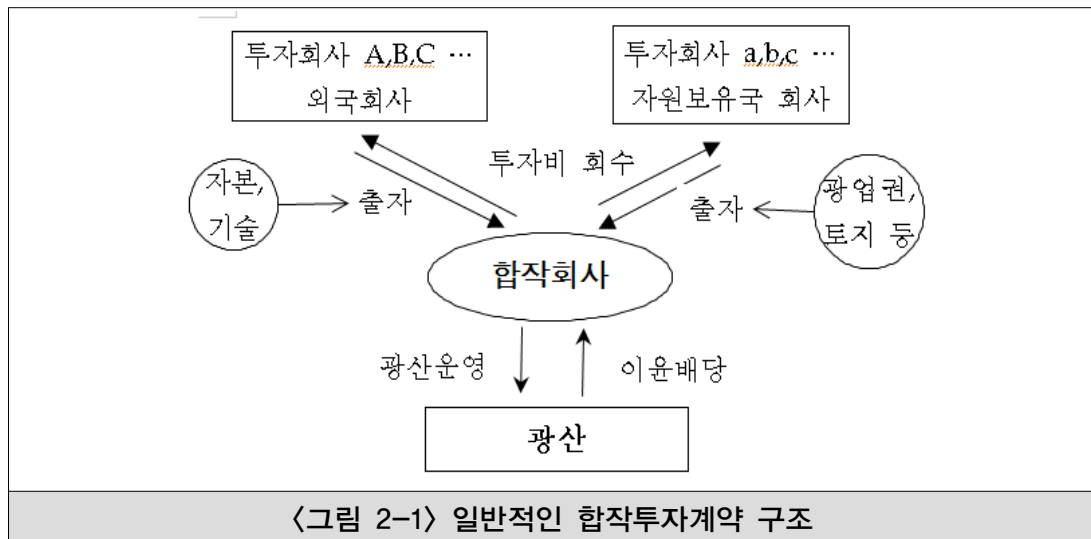 투자회사 A,B,C ⋯
외국회사
투자회사 a,b,c ⋯
자원보유국 회사
투자비 회수
자본,
기술
출자
출자
광업권,
토지 등
합작회사
광산운영
이윤배당
광산
〈그림 2-1〉 일반적인 합작투자계약 구조